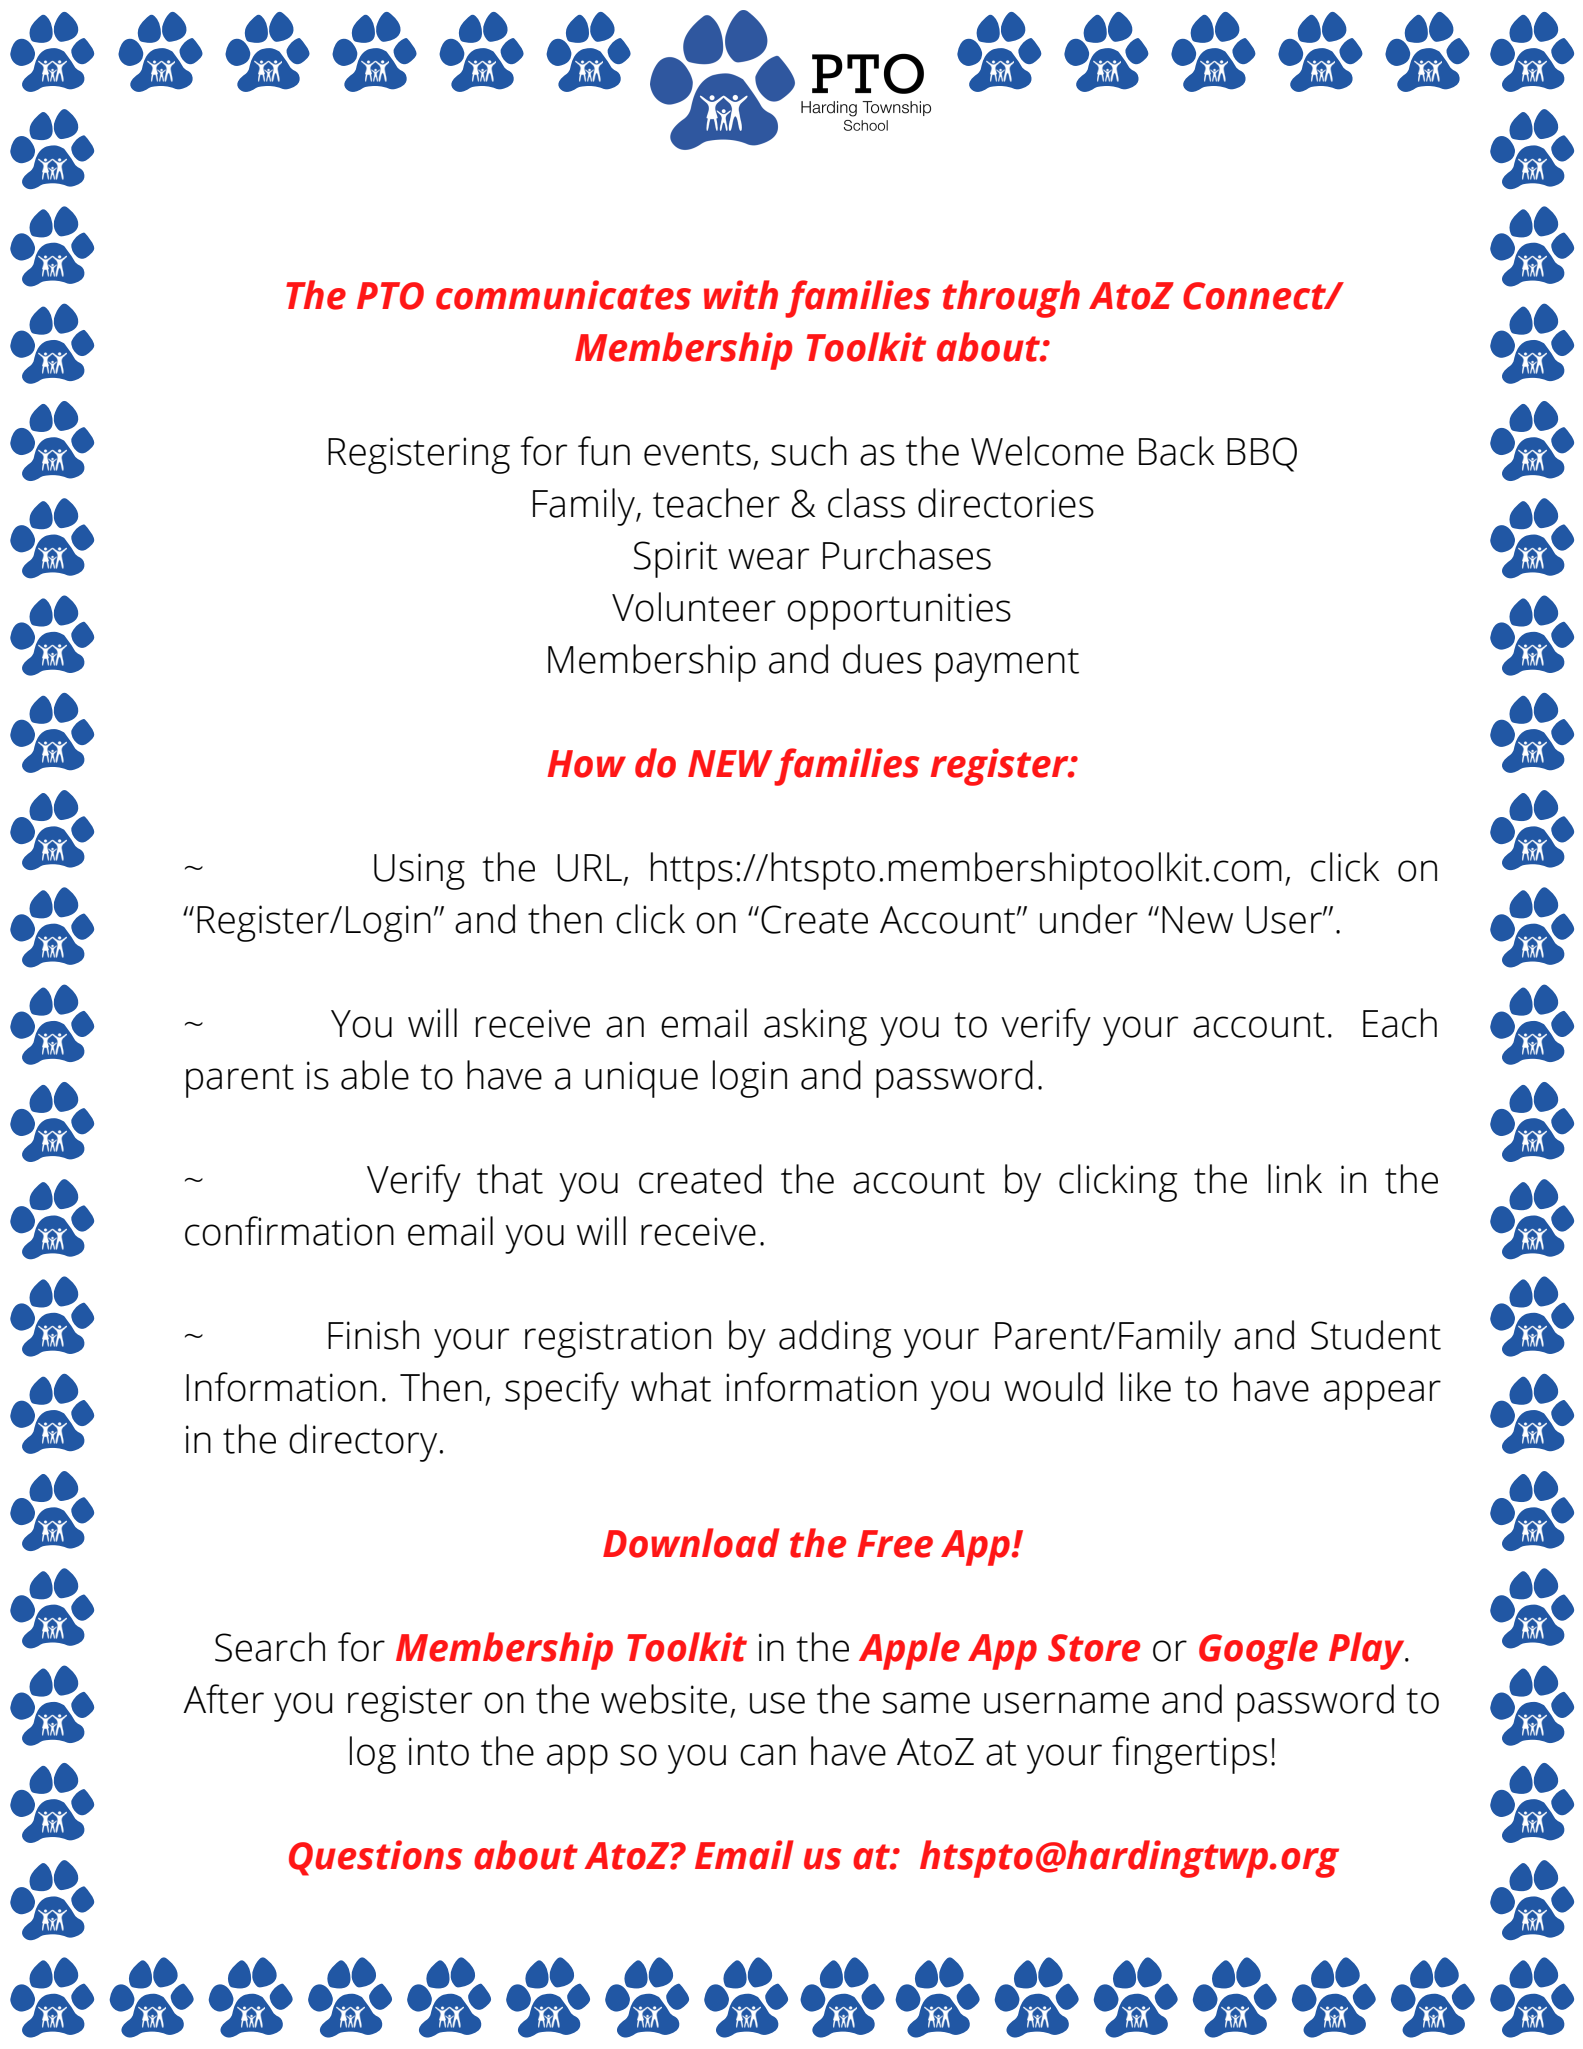 PTO
Harding Township
School
The PTO communicates with families through AtoZ Connect/
Membership Toolkit about:
Registering for fun events, such as the Welcome Back BBQ
Family, teacher & class directories
Spirit wear Purchases
Volunteer opportunities
Membership and dues payment
How do NEW families register:
~ Using the URL, https://htspto.membershiptoolkit.com, click on
“Register/Login” and then click on “Create Account” under “New User”.
~ You will receive an email asking you to verify your account. Each
parent is able to have a unique login and password.
~ Verify that you created the account by clicking the link in the
confirmation email you will receive.
~ Finish your registration by adding your Parent/Family and Student
Information. Then, specify what information you would like to have appear
in the directory.
Download the Free App!
Search for Membership Toolkit in the Apple App Store or Google Play.
After you register on the website, use the same username and password to
log into the app so you can have AtoZ at your fingertips!
Questions about AtoZ? Email us at: htspto@hardingtwp.org